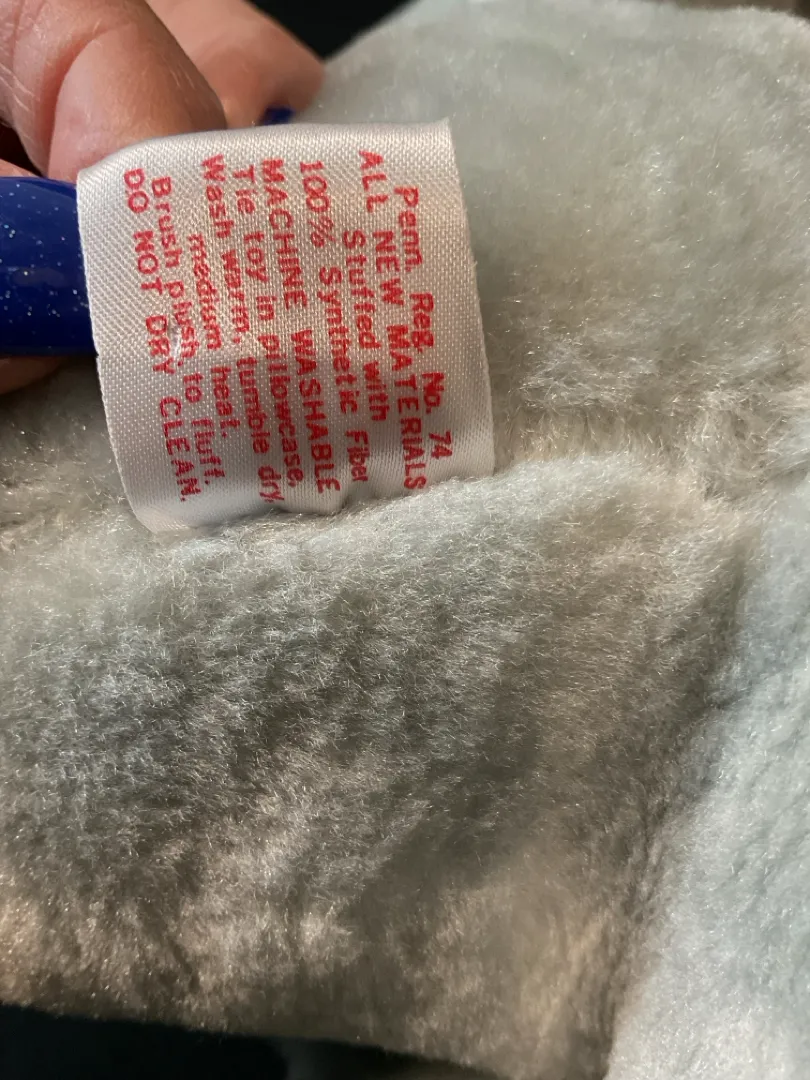 Penn. Reg. No. 74
ALL NEW MATERIALS
Stuffed with
100% Synthetic Fiber
MACHINE WASHABLE
Tie toy in pillowcase.
Wash warm, tumble dry
medium heat.
Brush plush to fluff.
DO NOT DRY CLEAN.